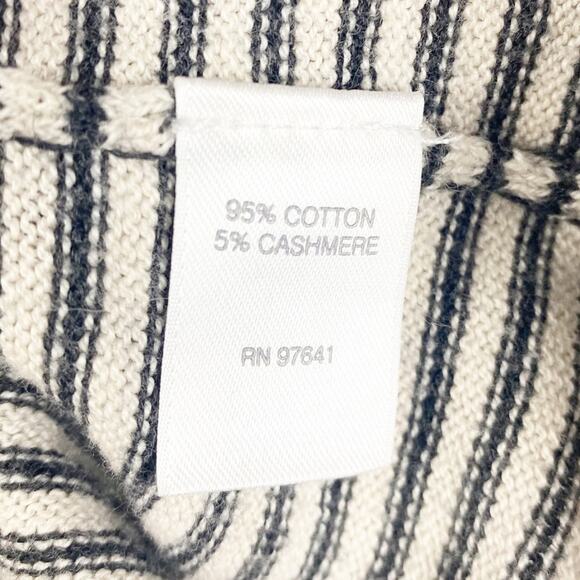 95% COTTON
5% CASHMERE
RN 97641